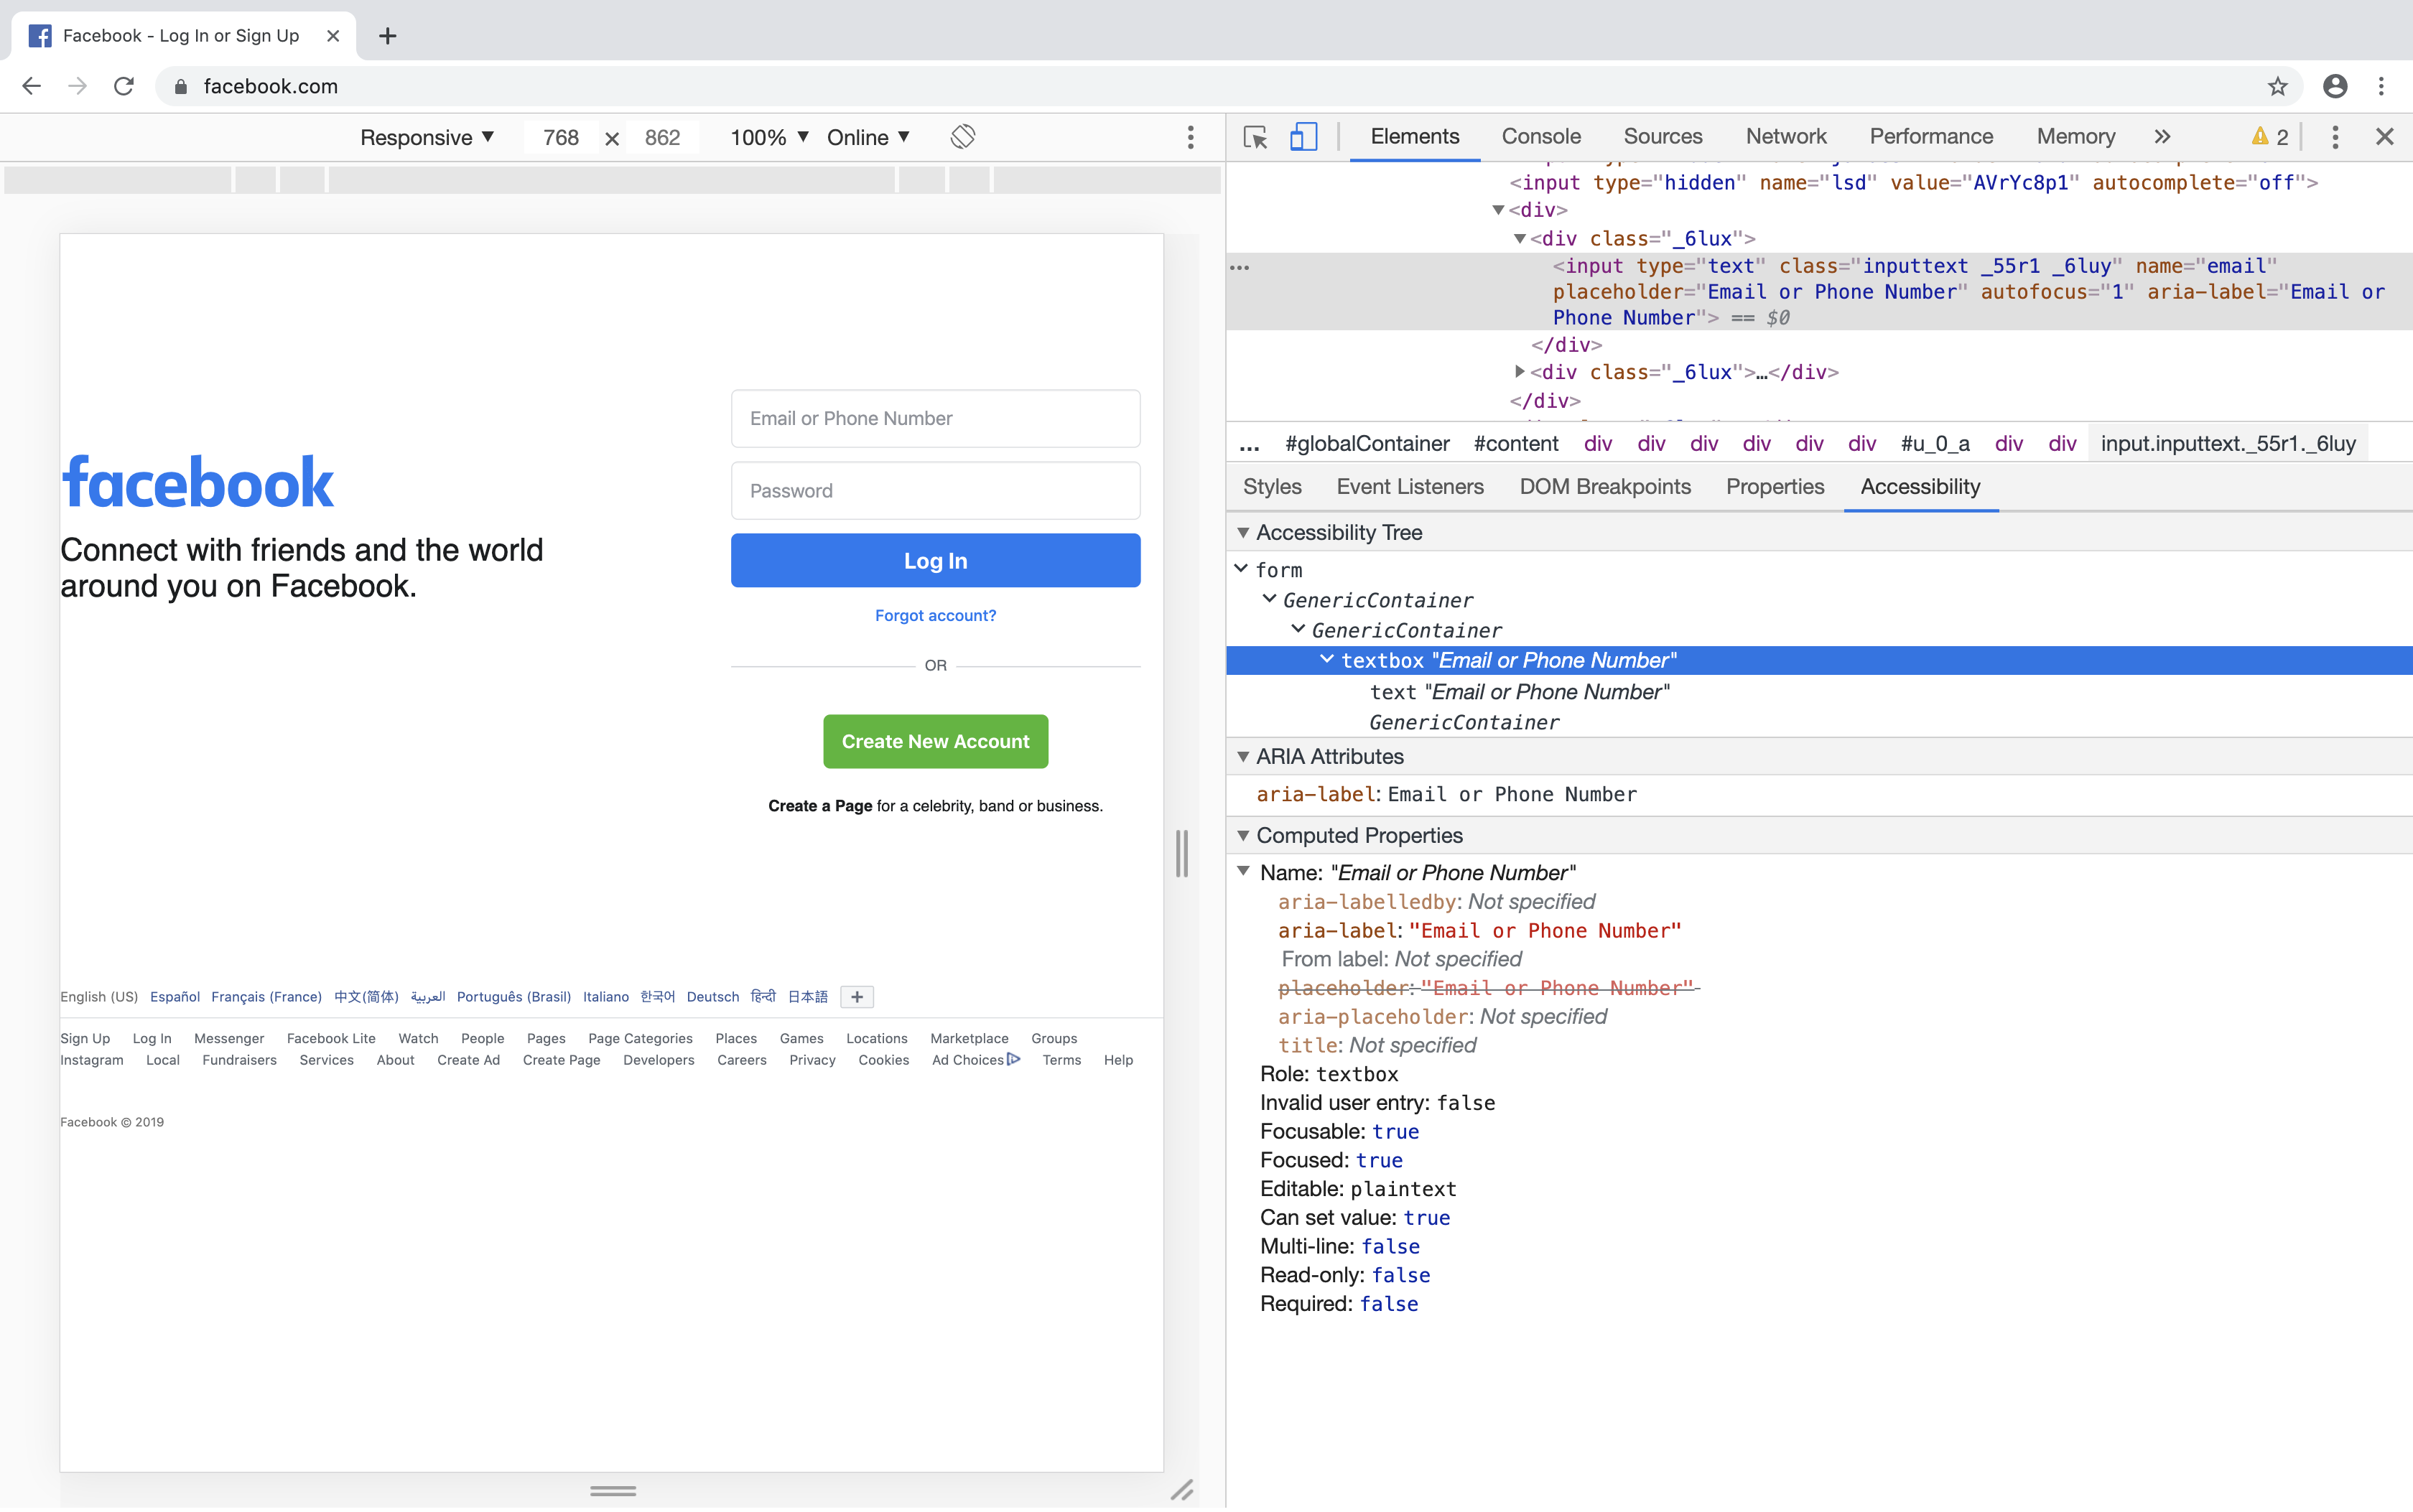 Facebook - Log In or Sign Up
facebook.com
Responsive ▼ 768 × 862 100% ▼ Online ▼
facebook
Connect with friends and the world
around you on Facebook.
Email or Phone Number
Password
Log In
Forgot account?
OR
Create New Account
Create a Page for a celebrity, band or business.
English (US) Español Français (France) 中文(简体) العربية Português (Brasil) Italiano 한국어 Deutsch हिन्दी 日本語 +
Sign Up Log In Messenger Facebook Lite Watch People Pages Page Categories Places Games Locations Marketplace Groups
Instagram Local Fundraisers Services About Create Ad Create Page Developers Careers Privacy Cookies Ad Choices Terms Help
Facebook © 2019
Elements Console Sources Network Performance Memory » 2
<input type="hidden" name="lsd" value="AVrYc8p1" autocomplete="off">
▼<div>
▼<div class="_6lux">
… <input type="text" class="inputtext _55r1 _6luy" name="email"
placeholder="Email or Phone Number" autofocus="1" aria-label="Email or
Phone Number"> == $0
</div>
▶<div class="_6lux">…</div>
</div>
… #globalContainer #content div div div div div div #u_0_a div div input.inputtext._55r1._6luy
Styles Event Listeners DOM Breakpoints Properties Accessibility
▼ Accessibility Tree
form
GenericContainer
GenericContainer
textbox "Email or Phone Number"
text "Email or Phone Number"
GenericContainer
▼ ARIA Attributes
aria-label: Email or Phone Number
▼ Computed Properties
▼ Name: "Email or Phone Number"
aria-labelledby: Not specified
aria-label: "Email or Phone Number"
From label: Not specified
placeholder: "Email or Phone Number"
aria-placeholder: Not specified
title: Not specified
Role: textbox
Invalid user entry: false
Focusable: true
Focused: true
Editable: plaintext
Can set value: true
Multi-line: false
Read-only: false
Required: false